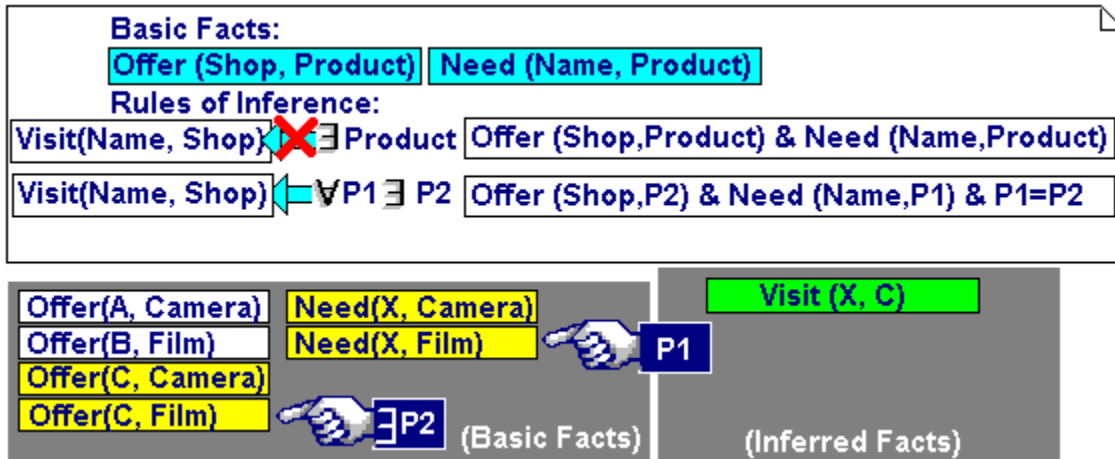 Basic Facts:
Offer (Shop, Product) Need (Name, Product)
Rules of Inference:
Visit(Name, Shop) ∃ Product Offer (Shop,Product) & Need (Name,Product)
Visit(Name, Shop) ∀P1 ∃ P2 Offer (Shop,P2) & Need (Name,P1) & P1=P2
Offer(A, Camera) Need(X, Camera) Visit (X, C)
Offer(B, Film) Need(X, Film) P1
Offer(C, Camera)
Offer(C, Film) ∃P2
(Basic Facts) (Inferred Facts)